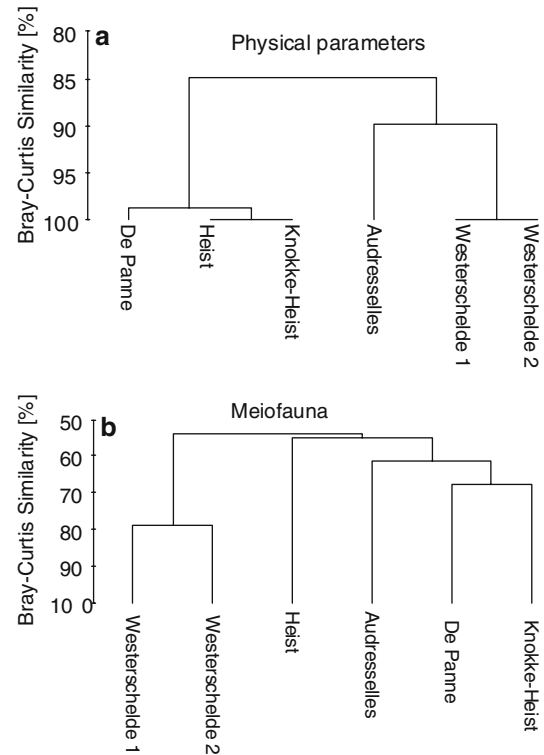 a
Physical parameters
Bray-Curtis Similarity [%]
80
85
90
95
100
De Panne
Heist
Knokke-Heist
Audresselles
Westerschelde 1
Westerschelde 2
b
Meiofauna
Bray-Curtis Similarity [%]
50
60
70
80
90
10 0
Westerschelde 1
Westerschelde 2
Heist
Audresselles
De Panne
Knokke-Heist